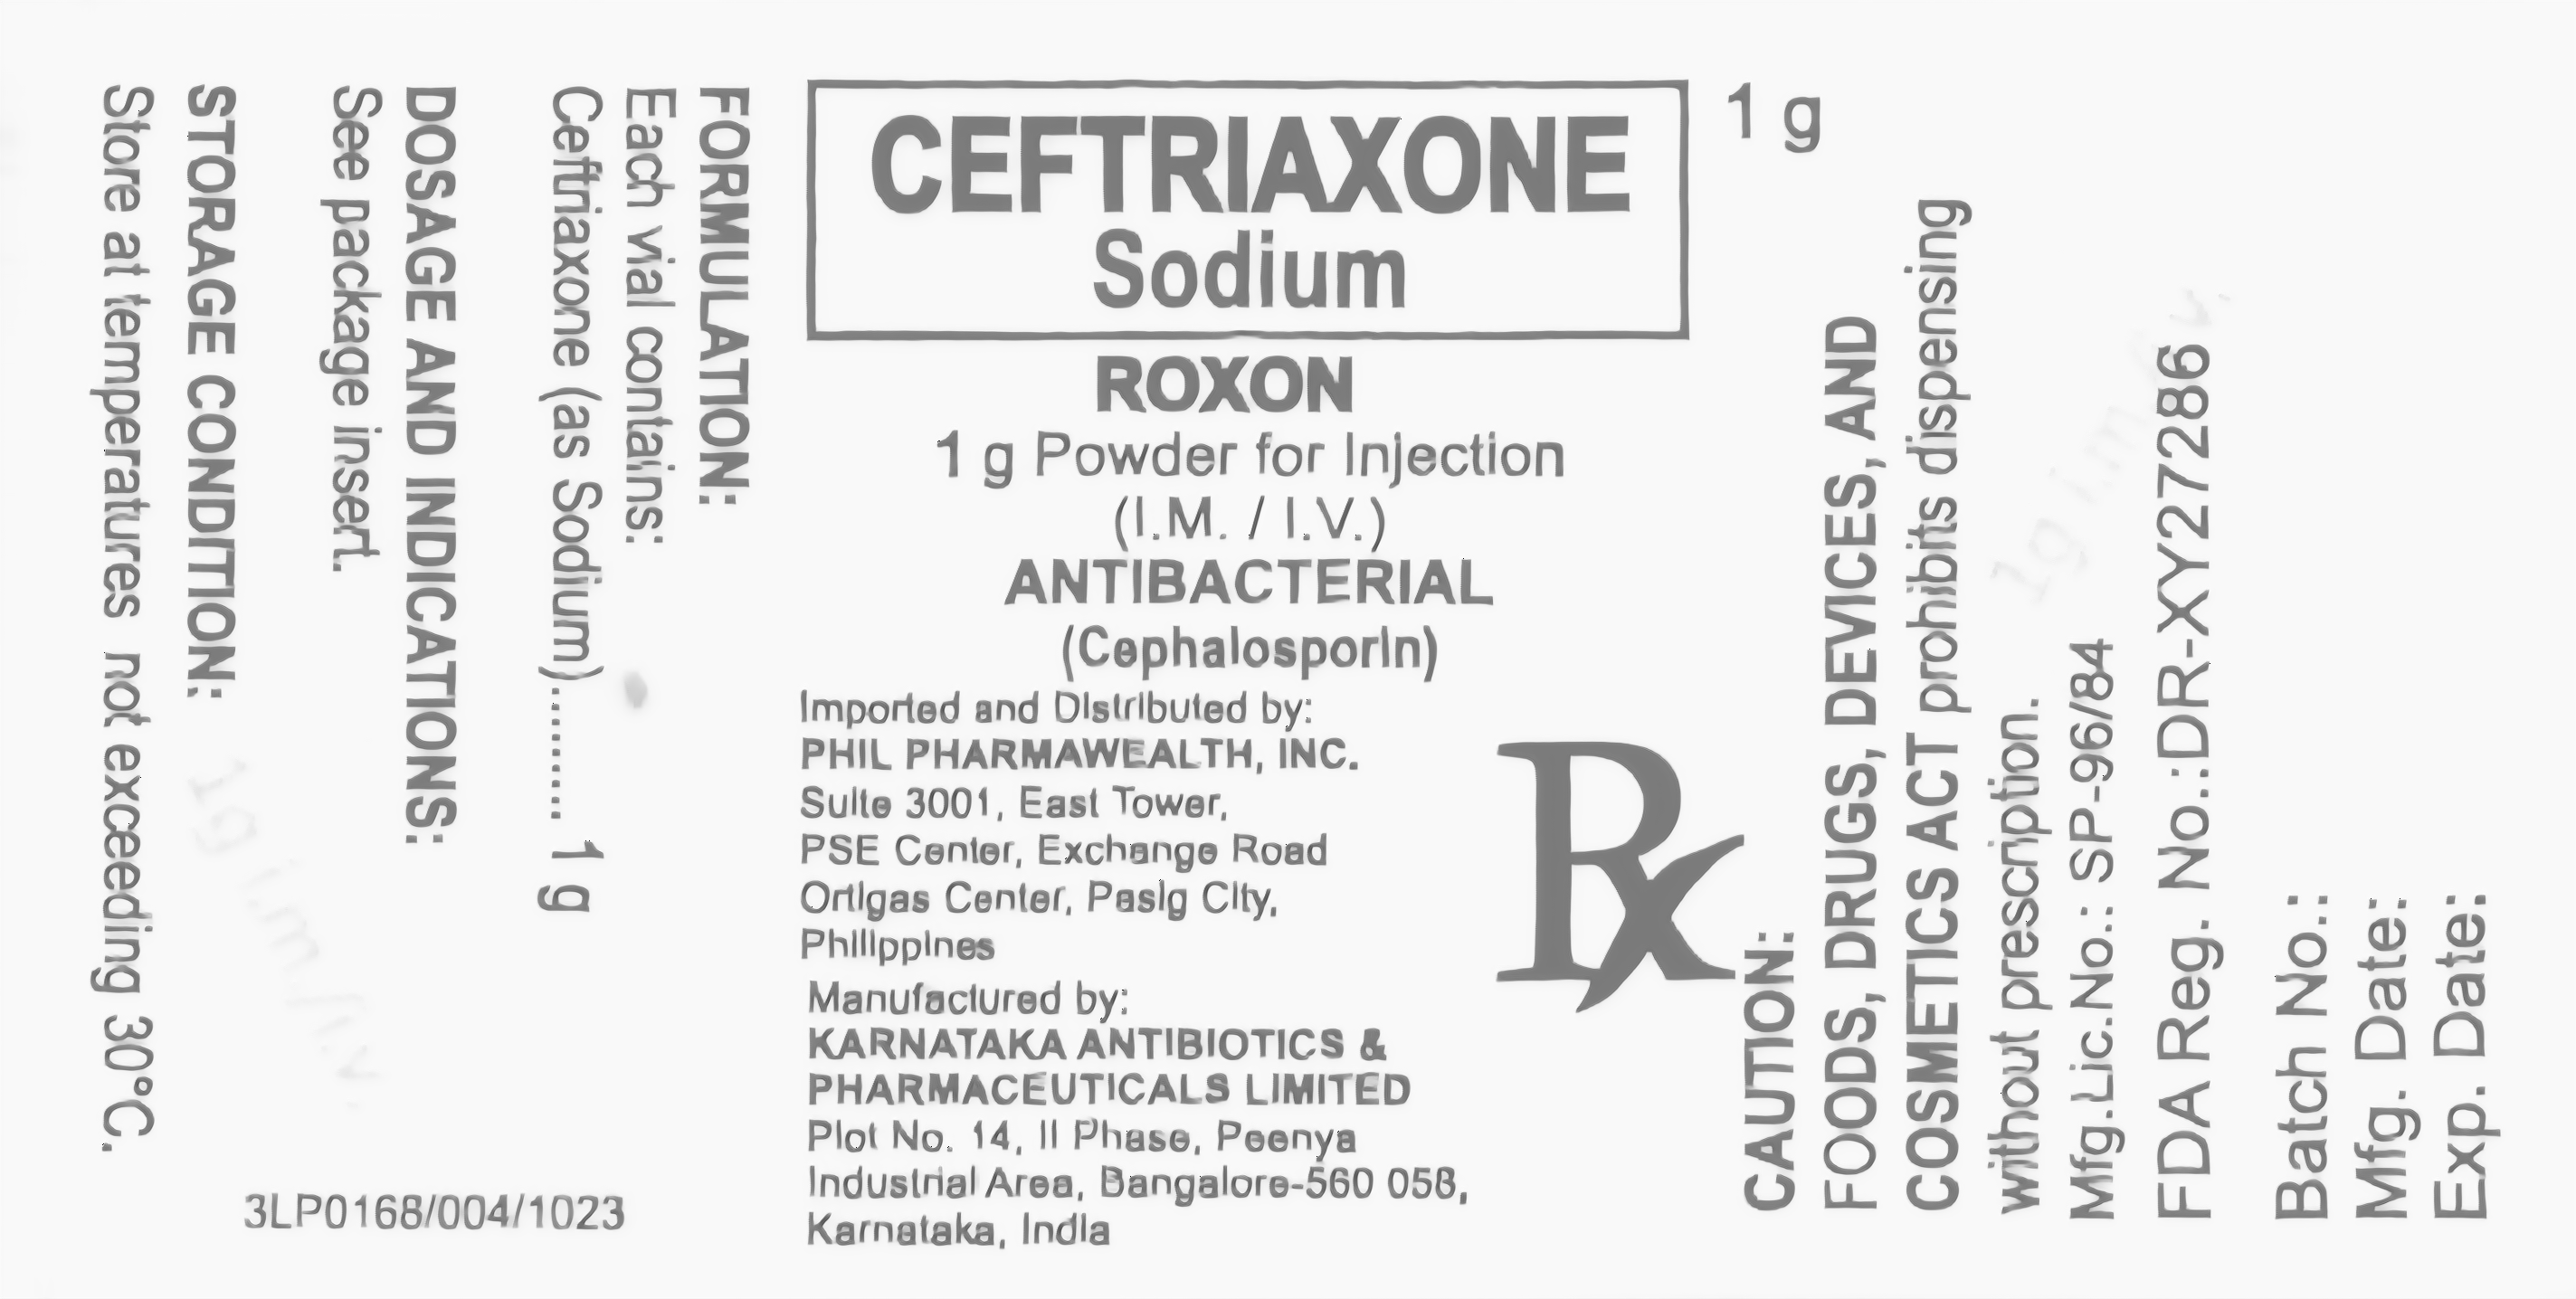 CEFTRIAXONE
Sodium
1 g
ROXON
1 g Powder for Injection
(I.M. / I.V.)
ANTIBACTERIAL
(Cephalosporin)
Imported and Distributed by:
PHIL PHARMAWEALTH, INC.
Suite 3001, East Tower,
PSE Center, Exchange Road
Ortigas Center, Pasig City,
Philippines
Manufactured by:
KARNATAKA ANTIBIOTICS &
PHARMACEUTICALS LIMITED
Plot No. 14, II Phase, Peenya
Industrial Area, Bangalore-560 058,
Karnataka, India
Rx
FORMULATION:
Each vial contains:
Ceftriaxone (as Sodium)......... 1 g
DOSAGE AND INDICATIONS:
See package insert.
STORAGE CONDITION:
Store at temperatures not exceeding 30°C.
3LP0168/004/1023
CAUTION:
FOODS, DRUGS, DEVICES, AND
COSMETICS ACT prohibits dispensing
without prescription.
Mfg.Lic.No.: SP-96/84
FDA Reg. No.:DR-XY27286
Batch No.:
Mfg. Date:
Exp. Date:
1g i.m./i.v.
1g i.m./i.v.